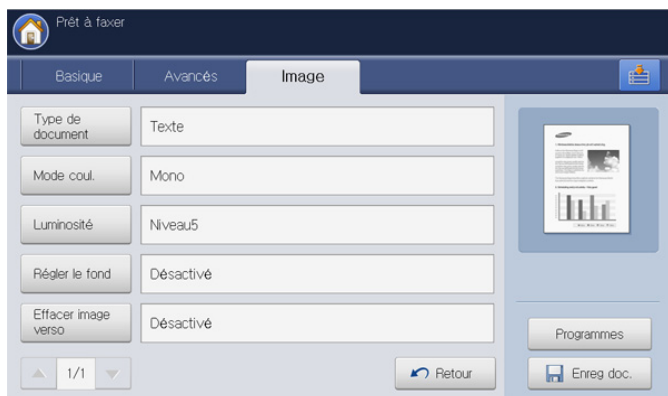 Prêt à faxer
Basique
Avancés
Image
Type de
document
Texte
Mode coul.
Mono
Luminosité
Niveau5
Régler le fond
Désactivé
Effacer image
verso
Désactivé
1/1
Retour
Programmes
Enreg doc.